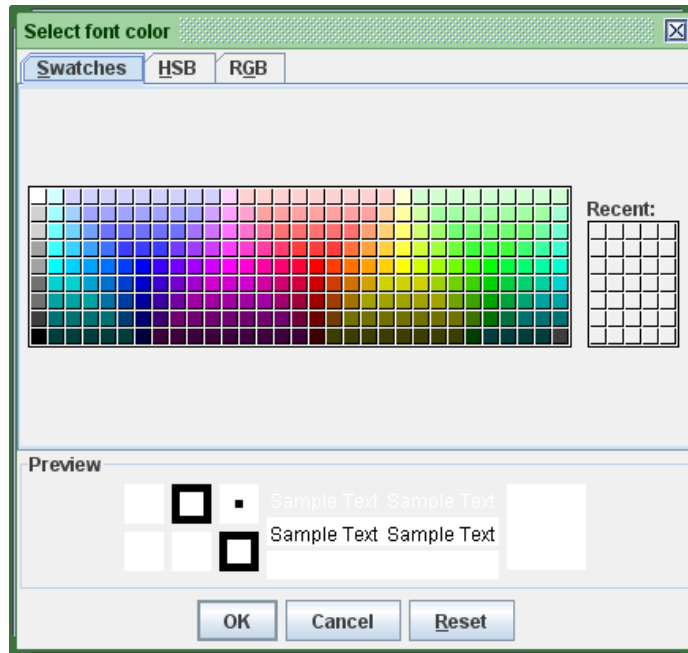 Select font color
Swatches HSB RGB
Recent:
Preview
Sample Text Sample Text
Sample Text Sample Text
OK Cancel Reset